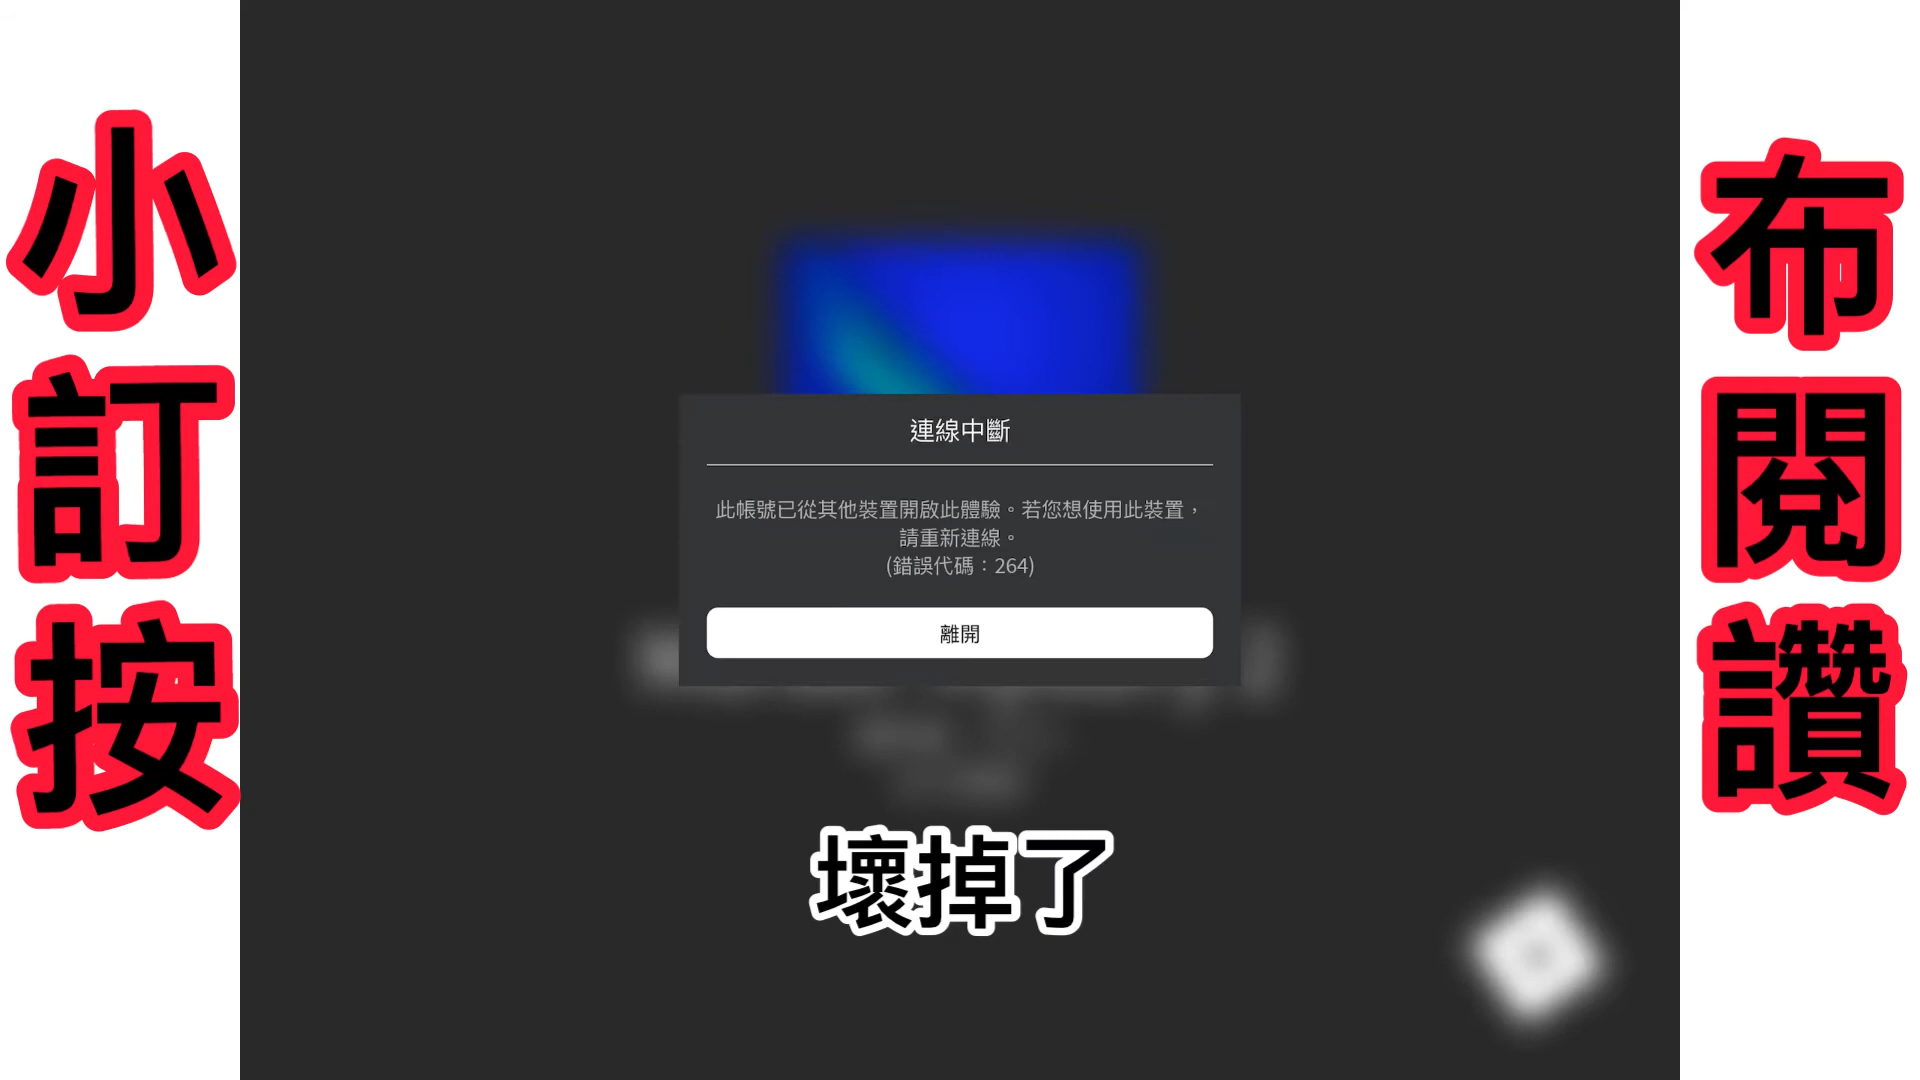 小訂按
連線中斷
此帳號已從其他裝置開啟此體驗。若您想使用此裝置，
請重新連線。
(錯誤代碼：264)
離開
壞掉了
布閱讚